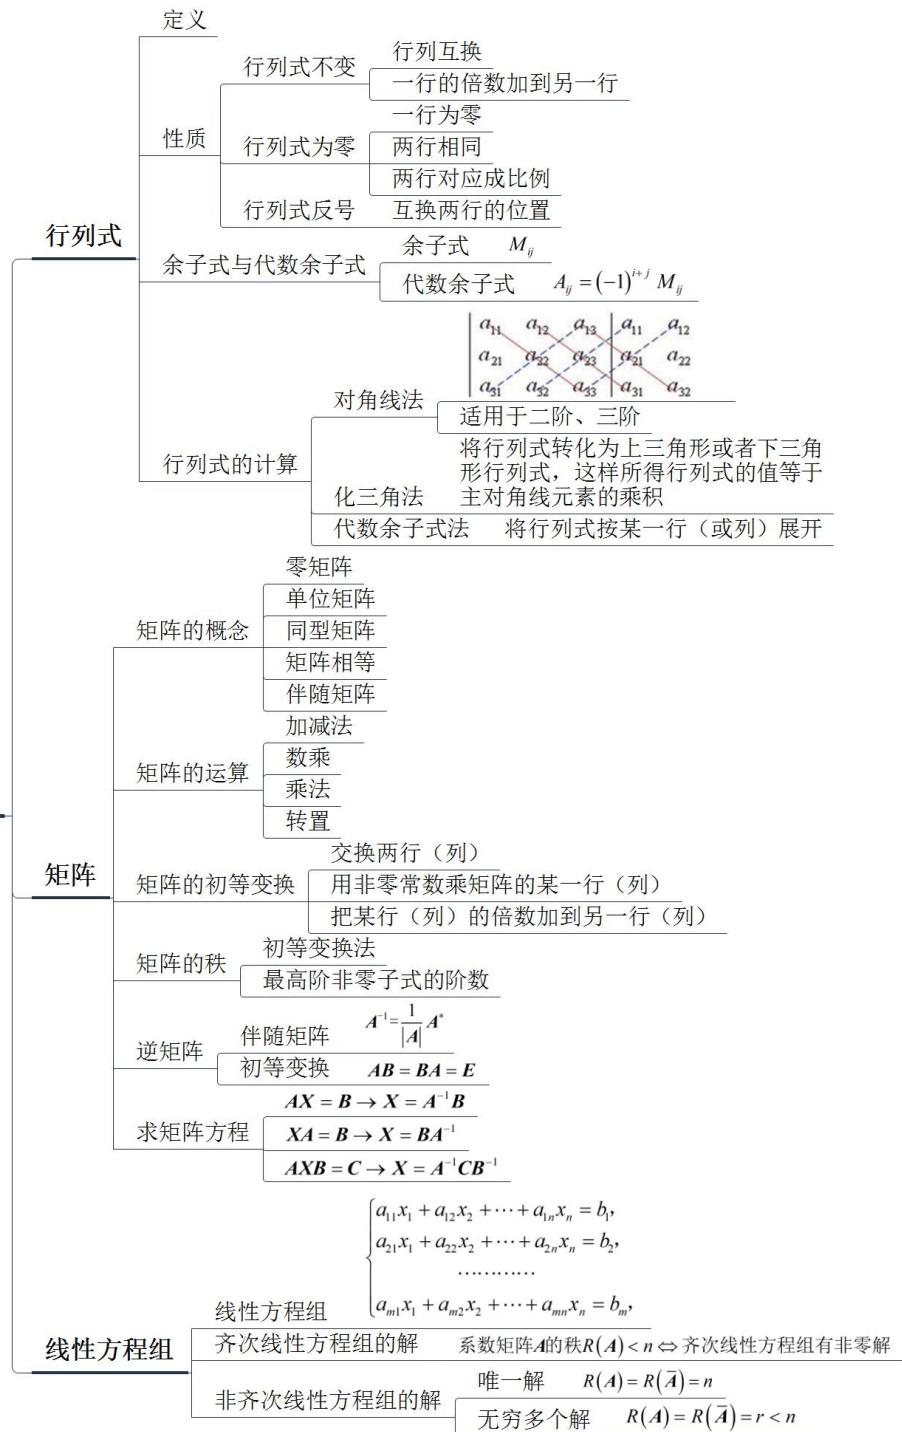 定义
行列式不变
行列互换
一行的倍数加到另一行
性质
行列式为零
一行为零
两行相同
两行对应成比例
行列式反号
互换两行的位置
行列式
余子式与代数余子式
余子式 M_{ij}
代数余子式 A_{ij} = (-1)^{i+j} M_{ij}
a_{11} a_{12} a_{13} a_{11} a_{12}
a_{21} a_{22} a_{23} a_{21} a_{22}
a_{31} a_{32} a_{33} a_{31} a_{32}
对角线法
适用于二阶、三阶
行列式的计算
将行列式转化为上三角形或者下三角
形行列式，这样所得行列式的值等于
化三角法 主对角线元素的乘积
代数余子式法 将行列式按某一行（或列）展开
零矩阵
单位矩阵
矩阵的概念
同型矩阵
矩阵相等
伴随矩阵
加减法
矩阵的运算
数乘
乘法
转置
矩阵
交换两行（列）
矩阵的初等变换
用非零常数乘矩阵的某一行（列）
把某行（列）的倍数加到另一行（列）
矩阵的秩
初等变换法
最高阶非零子式的阶数
逆矩阵
伴随矩阵 A^{-1} = \frac{1}{|A|} A^*
初等变换 AB = BA = E
求矩阵方程
AX = B → X = A^{-1}B
XA = B → X = BA^{-1}
AXB = C → X = A^{-1}CB^{-1}
a_{11}x_1 + a_{12}x_2 + ⋯ + a_{1n}x_n = b_1，
a_{21}x_1 + a_{22}x_2 + ⋯ + a_{2n}x_n = b_2，
…………
a_{m1}x_1 + a_{m2}x_2 + ⋯ + a_{mn}x_n = b_m，
线性方程组
线性方程组
齐次线性方程组的解 系数矩阵A的秩R(A) < n ⇔ 齐次线性方程组有非零解
非齐次线性方程组的解
唯一解 R(A) = R(Ā) = n
无穷多个解 R(A) = R(Ā) = r < n